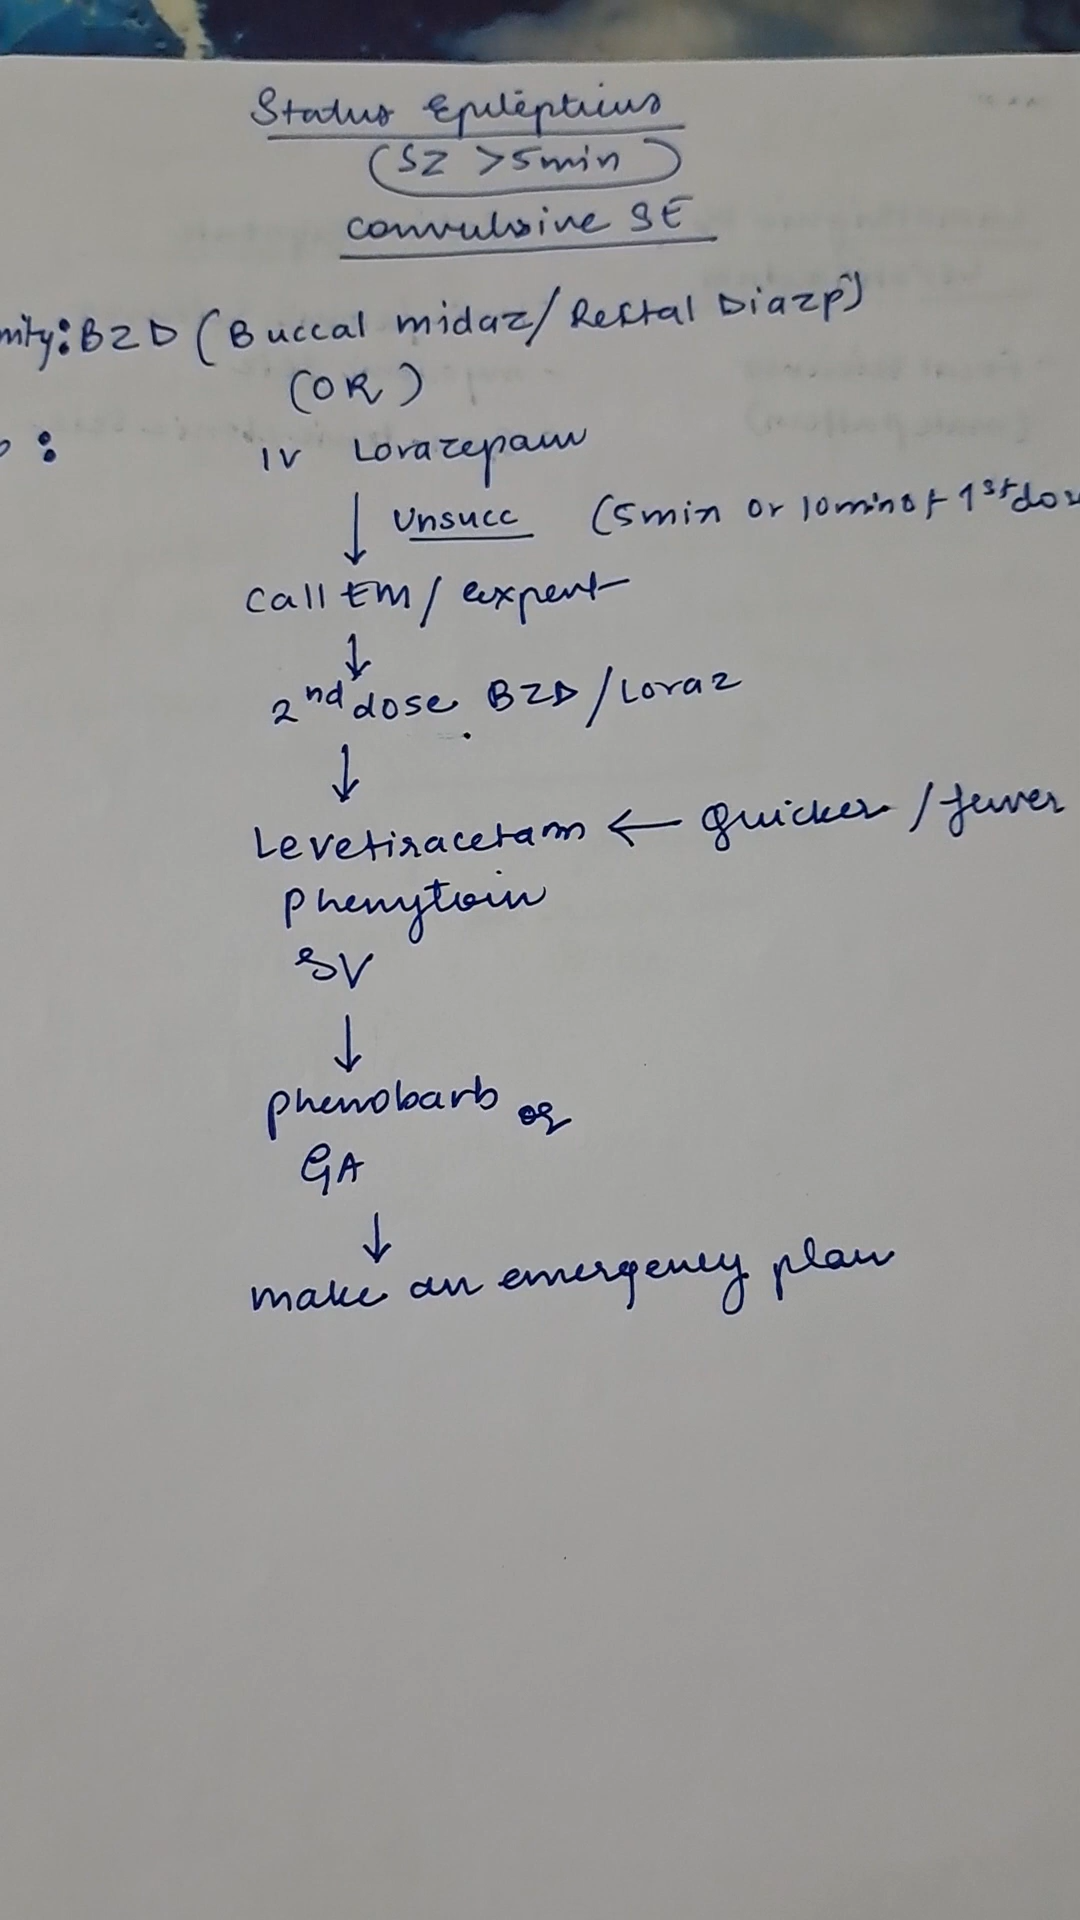 Status Epilepticus
(SZ >5min)
convulsive SE
mity: BZD (Buccal midaz/ Rectal Diazp)
(OR)
: IV Lorazepam
Unsucc (5min or 10min of 1st dos
Call EM/ expert
2nd dose BZD/Loraz
Levetiracetam ← quicker /fewer
Phenytoin
SV
↓
phenobarb or
GA
↓
make an emergency plan